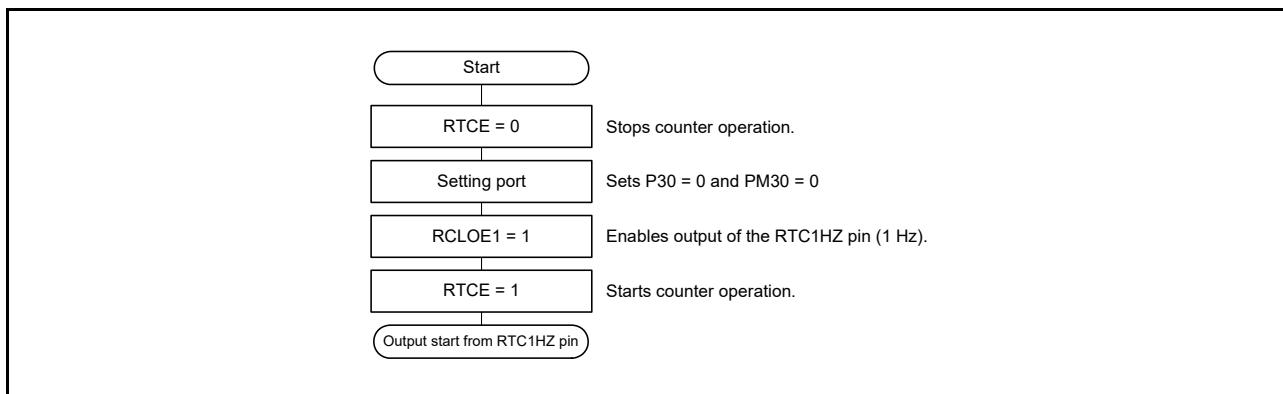 Start
RTCE = 0 Stops counter operation.
Setting port Sets P30 = 0 and PM30 = 0
RCLOE1 = 1 Enables output of the RTC1HZ pin (1 Hz).
RTCE = 1 Starts counter operation.
Output start from RTC1HZ pin